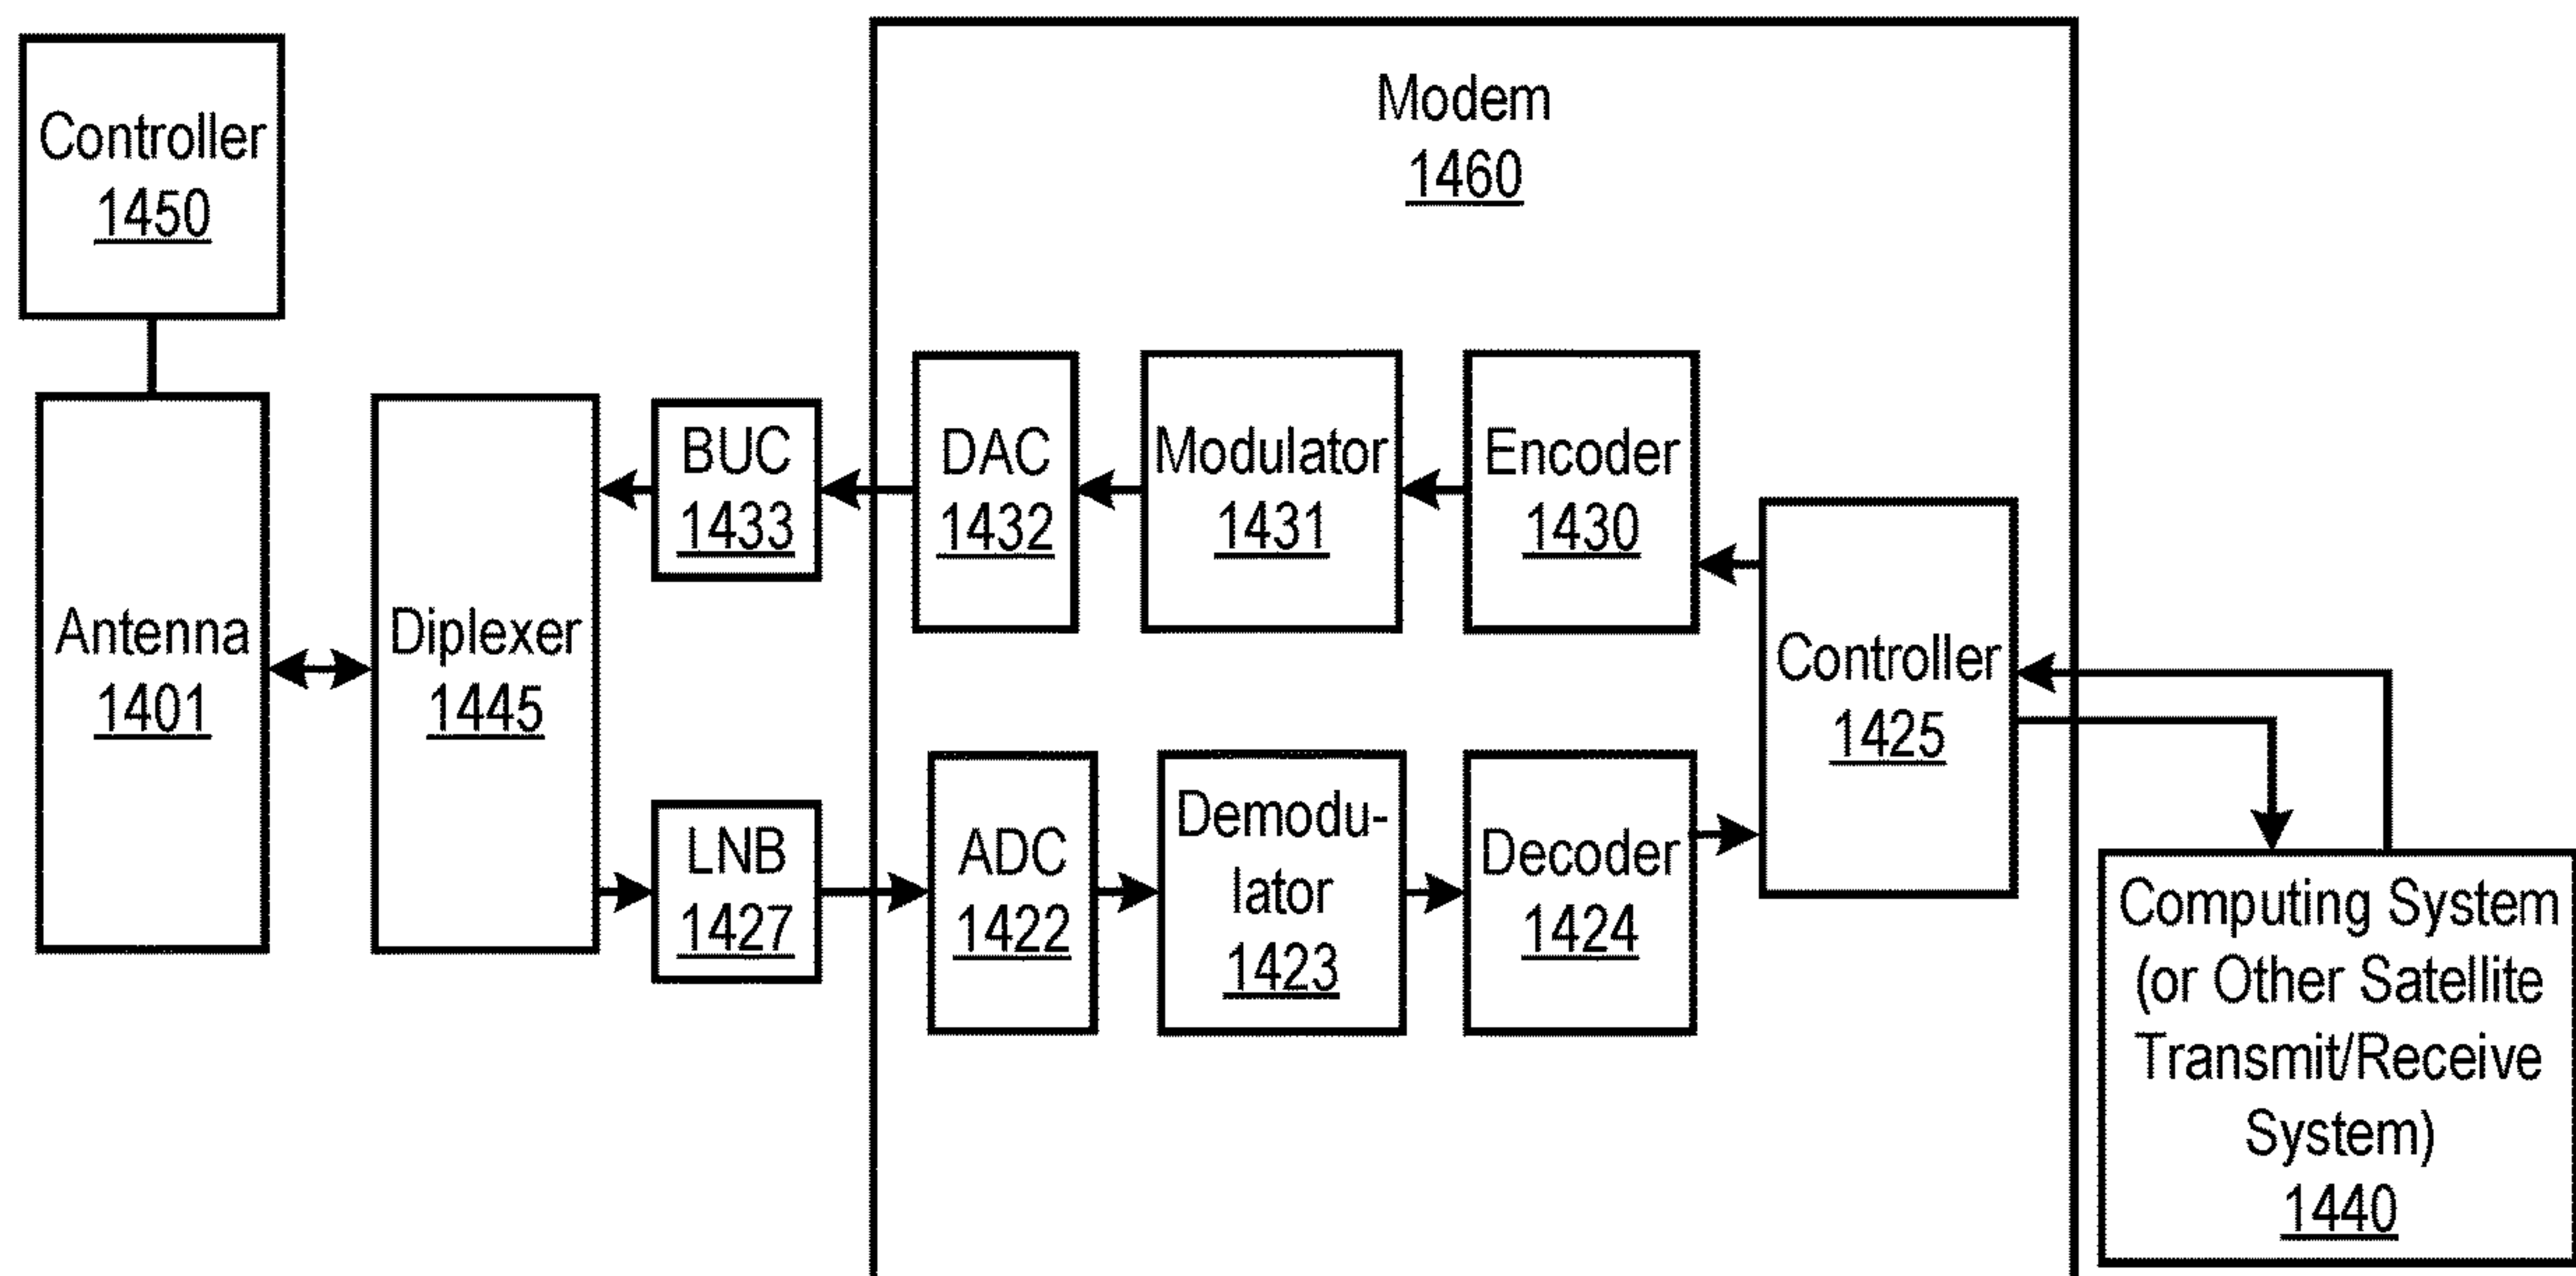 Controller
1450
Modem
1460
Antenna
1401
Diplexer
1445
BUC
1433
DAC
1432
Modulator
1431
Encoder
1430
Controller
1425
LNB
1427
ADC
1422
Demodu-
lator
1423
Decoder
1424
Computing System
(or Other Satellite
Transmit/Receive
System)
1440